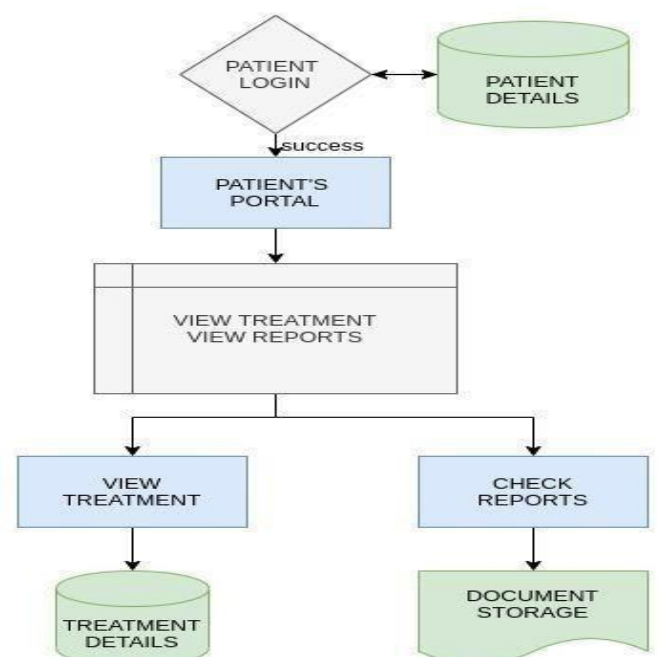 PATIENT
LOGIN
PATIENT
DETAILS
success
PATIENT'S
PORTAL
VIEW TREATMENT
VIEW REPORTS
VIEW
TREATMENT
CHECK
REPORTS
TREATMENT
DETAILS
DOCUMENT
STORAGE